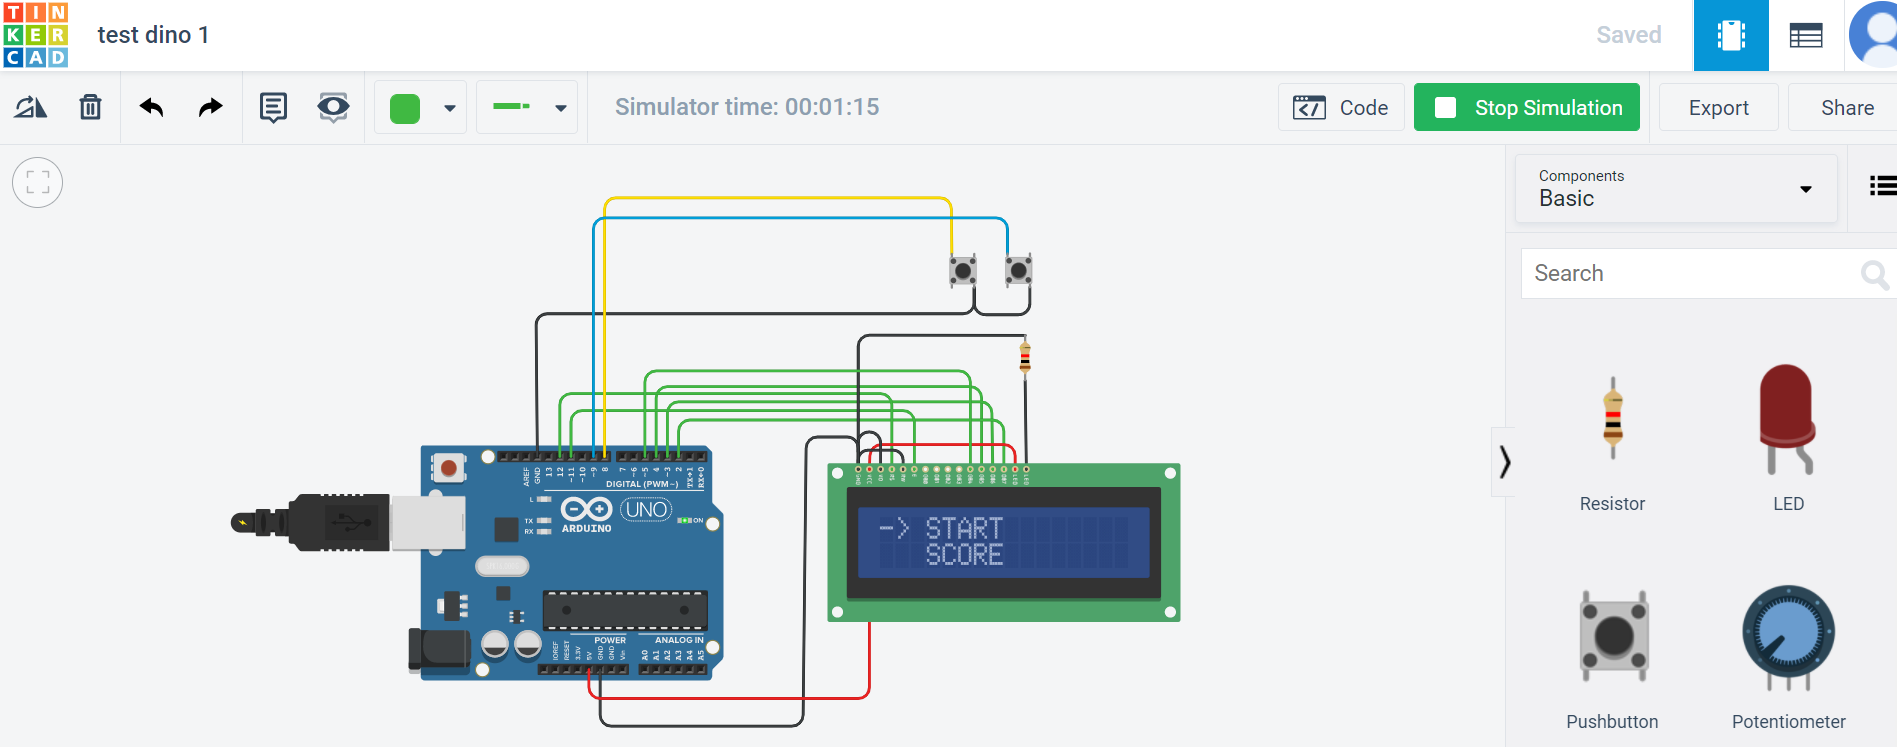 TIN
KER
CAD
test dino 1
Saved
Simulator time: 00:01:15
Code
Stop Simulation
Export
Share
Components
Basic
Search
AREF
GND
13
12
~11
~10
~9
8
7
~6
~5
4
~3
2
TX→1
RX←0
DIGITAL (PWM~)
L
TX
RX
UNO
ARDUINO
ON
-> START
SCORE
POWER
ANALOG IN
IOREF
RESET
3.3V
5V
GND
GND
Vin
A0
A1
A2
A3
A4
A5
Resistor
LED
Pushbutton
Potentiometer